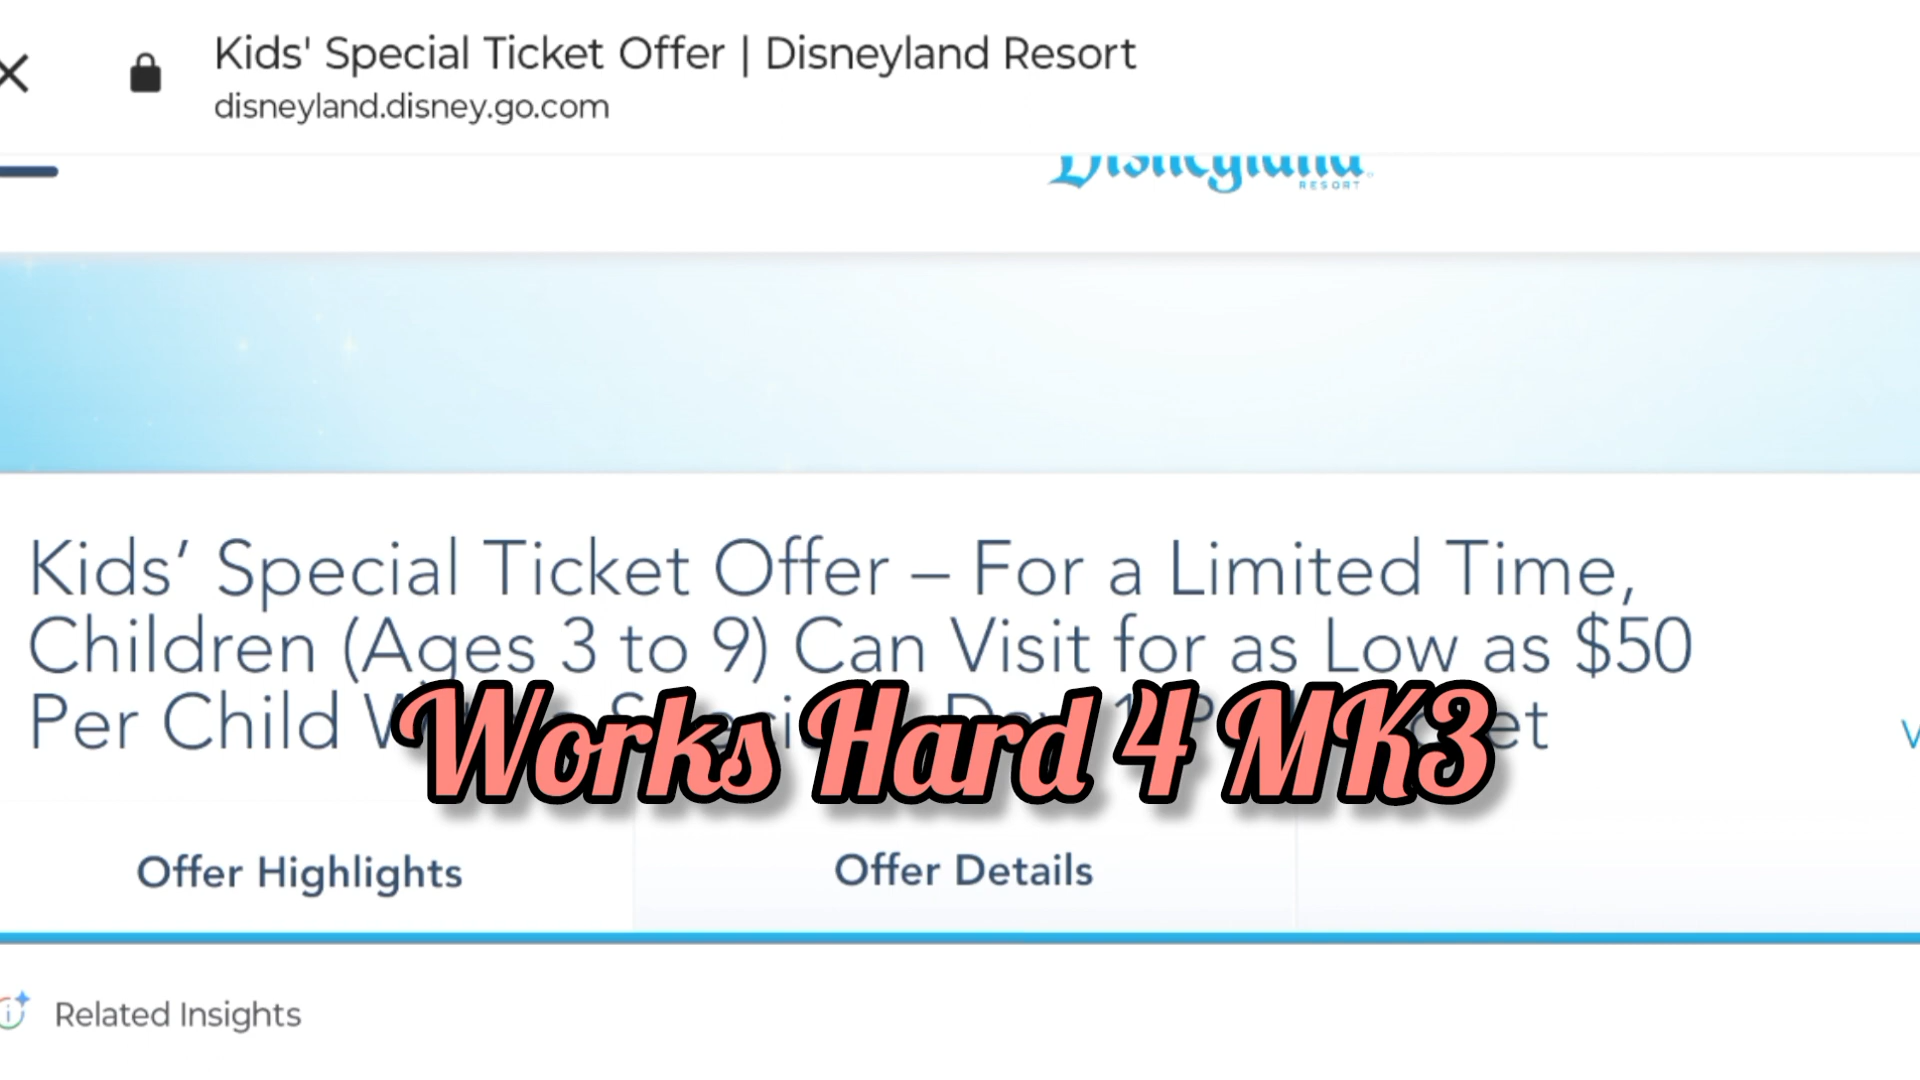 Kids' Special Ticket Offer | Disneyland Resort
disneyland.disney.go.com
Disneyland
RESORT
Kids’ Special Ticket Offer – For a Limited Time,
Children (Ages 3 to 9) Can Visit for as Low as $50
Per Child
Works Hard 4 MK3
Offer Highlights
Offer Details
Related Insights